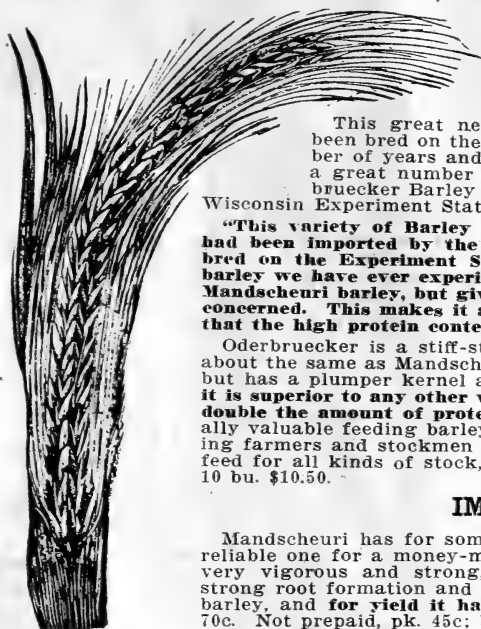 This great ne
been bred on the
ber of years and
a great number
bruecker Barley
Wisconsin Experiment Stat
"This variety of Barley
had been imported by the
bred on the Experiment S
barley we have ever experi
Mandscheuri barley, but giv
concerned. This makes it a
that the high protein conte
Oderbruecker is a stiff-st
about the same as Mandsch
but has a plumper kernel a
it is superior to any other v
double the amount of prote
ally valuable feeding barley
ing farmers and stockmen
feed for all kinds of stock,
10 bu. $10.50.
IM
Mandscheuri has for som
reliable one for a money-m
very vigorous and strong,
strong root formation and
barley, and for yield it ha
70c. Not prepaid, pk. 45c;